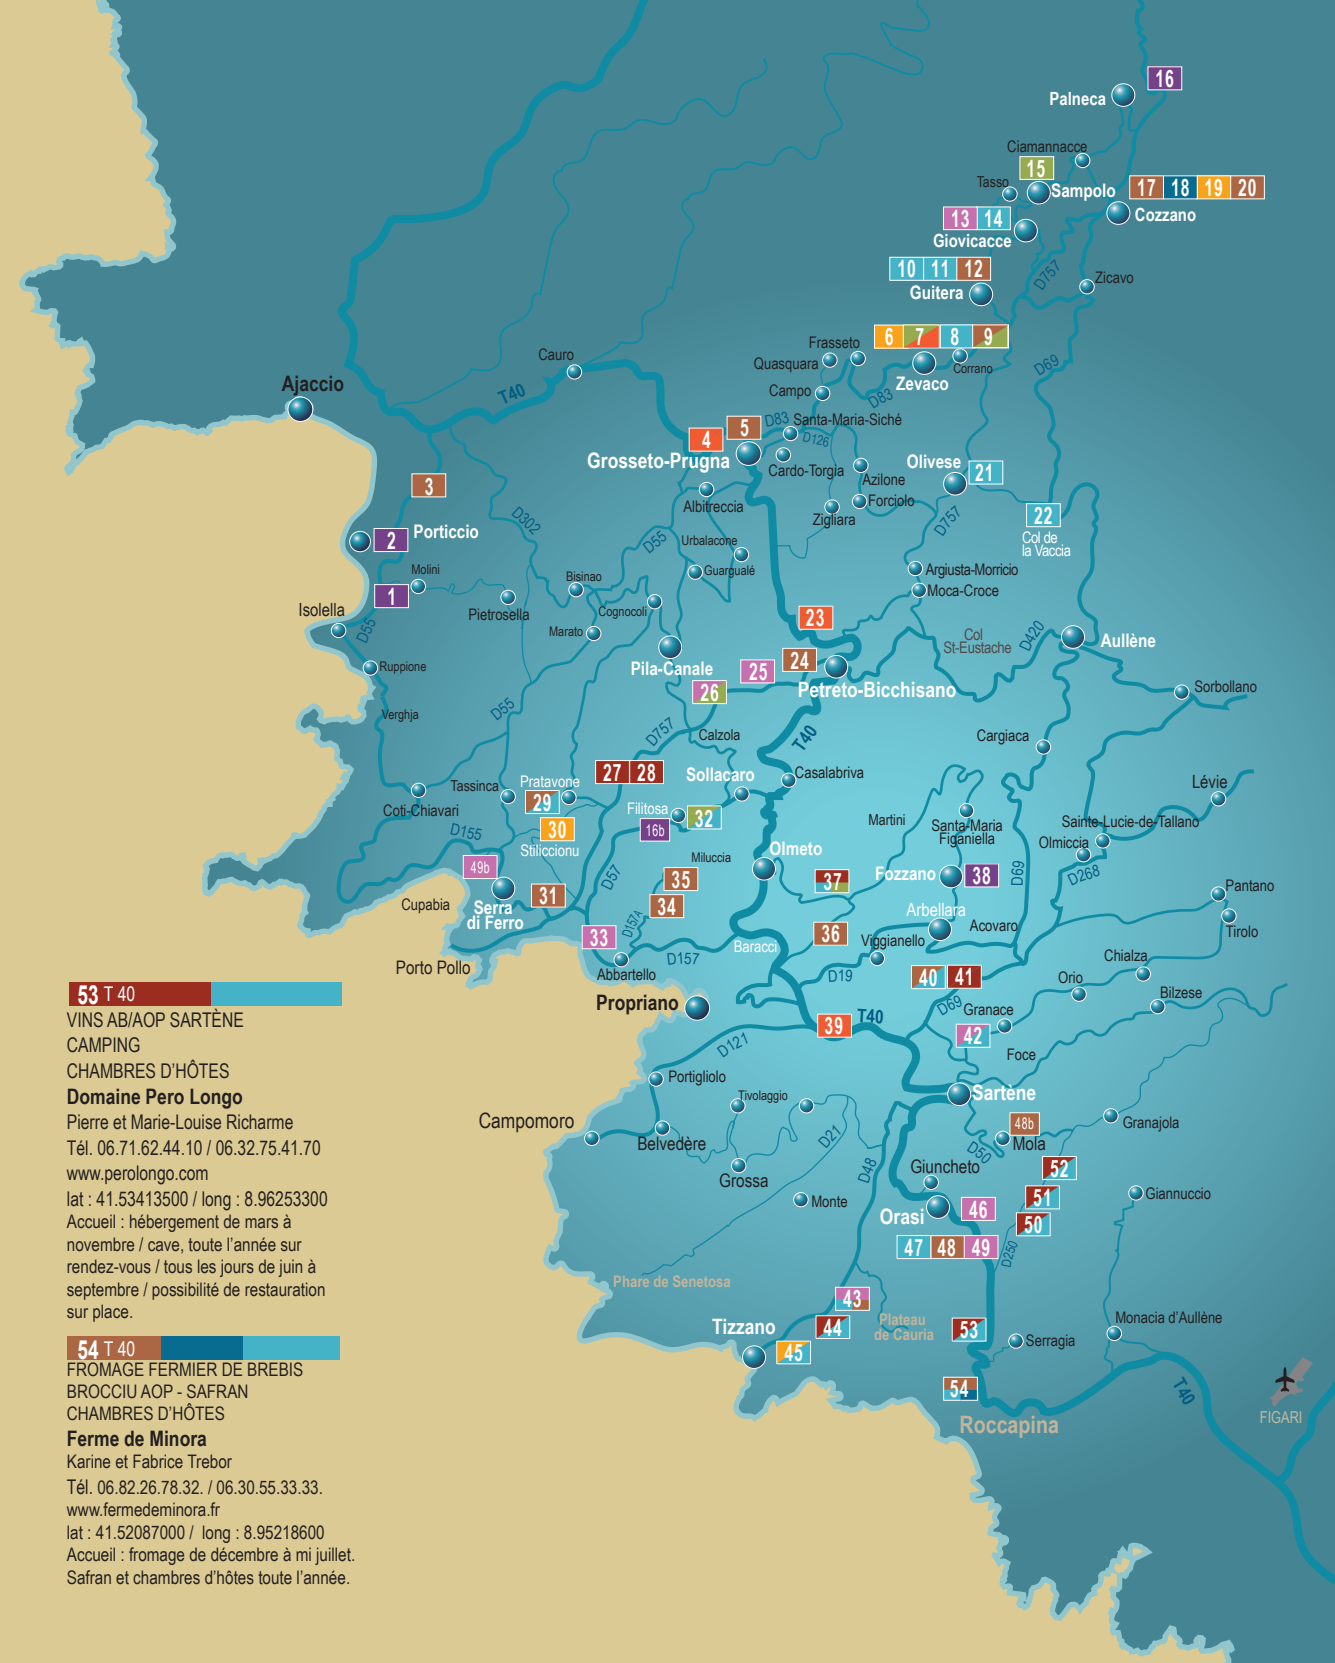 16
Palneca
Ciamannacce
15
Tasso
Sampolo
17 18 19 20
Cozzano
13 14
Giovicacce
10 11 12
Guitera
D757
Zicavo
6 7 8 9
Frasseto
Quasquara
Corrano
Zevaco
D69
Cauro
Ajaccio
T40
Campo
D83
4
5
D83
Santa-Maria-Siché
D126
Grosseto-Prugna
Cardo-Torgia
Azilone
Olivese
21
3
Albitreccia
Zigliara
Forciolo
D757
22
Col de
la Vaccia
D302
2
Porticcio
D55
Urbalacone
Guargualé
Argiusta-Morricio
Moca-Croce
Molini
1
Bisinao
Pietrosella
Cognocoli
Isolella
D55
Marato
23
Col
St-Eustache
D420
Aullène
Ruppione
Pila-Canale
25
24
Petreto-Bicchisano
26
Sorbollano
Verghja
D55
D757
Calzola
T40
Cargiaca
27 28
Sollacaro
Casalabriva
Tassinca
Pratavone
29
Coti-Chiavari
Filitosa
32
16b
Lévie
Martini
Santa-Maria
Figaniella
Sainte-Lucie-de-Tallano
Olmiccia
D155
30
Stiliccionu
Miluccia
Olmeto
49b
D57
35
37
Fozzano
38
D69
D268
Pantano
Cupabia
Serra
di Ferro
31
34
D157A
Arbellara
Acovaro
Tirolo
33
36
Viggianello
Baracci
Porto Pollo
Abbartello
D157
D19
40 41
Chialza
Orio
Bilzese
Propriano
D69
Granace
39
T40
42
Foce
D121
Portigliolo
Sartène
Tivolaggio
Campomoro
Belvedère
D21
48b
Mola
Granajola
D50
D48
52
Grossa
Giuncheto
51
Monte
Giannuccio
46
Orasi
50
47 48 49
D250
Phare de Senetosa
43
Plateau
de Cauria
Tizzano
44
53
Monacia d'Aullène
Serragia
45
54
T40
Roccapina
FIGARI
53 T 40
VINS AB/AOP SARTÈNE
CAMPING
CHAMBRES D'HÔTES
Domaine Pero Longo
Pierre et Marie-Louise Richarme
Tél. 06.71.62.44.10 / 06.32.75.41.70
www.perolongo.com
lat : 41.53413500 / long : 8.96253300
Accueil : hébergement de mars à
novembre / cave, toute l'année sur
rendez-vous / tous les jours de juin à
septembre / possibilité de restauration
sur place.
54 T 40
FROMAGE FERMIER DE BREBIS
BROCCIU AOP - SAFRAN
CHAMBRES D'HÔTES
Ferme de Minora
Karine et Fabrice Trebor
Tél. 06.82.26.78.32. / 06.30.55.33.33.
www.fermedeminora.fr
lat : 41.52087000 /  long : 8.95218600
Accueil : fromage de décembre à mi juillet.
Safran et chambres d'hôtes toute l'année.